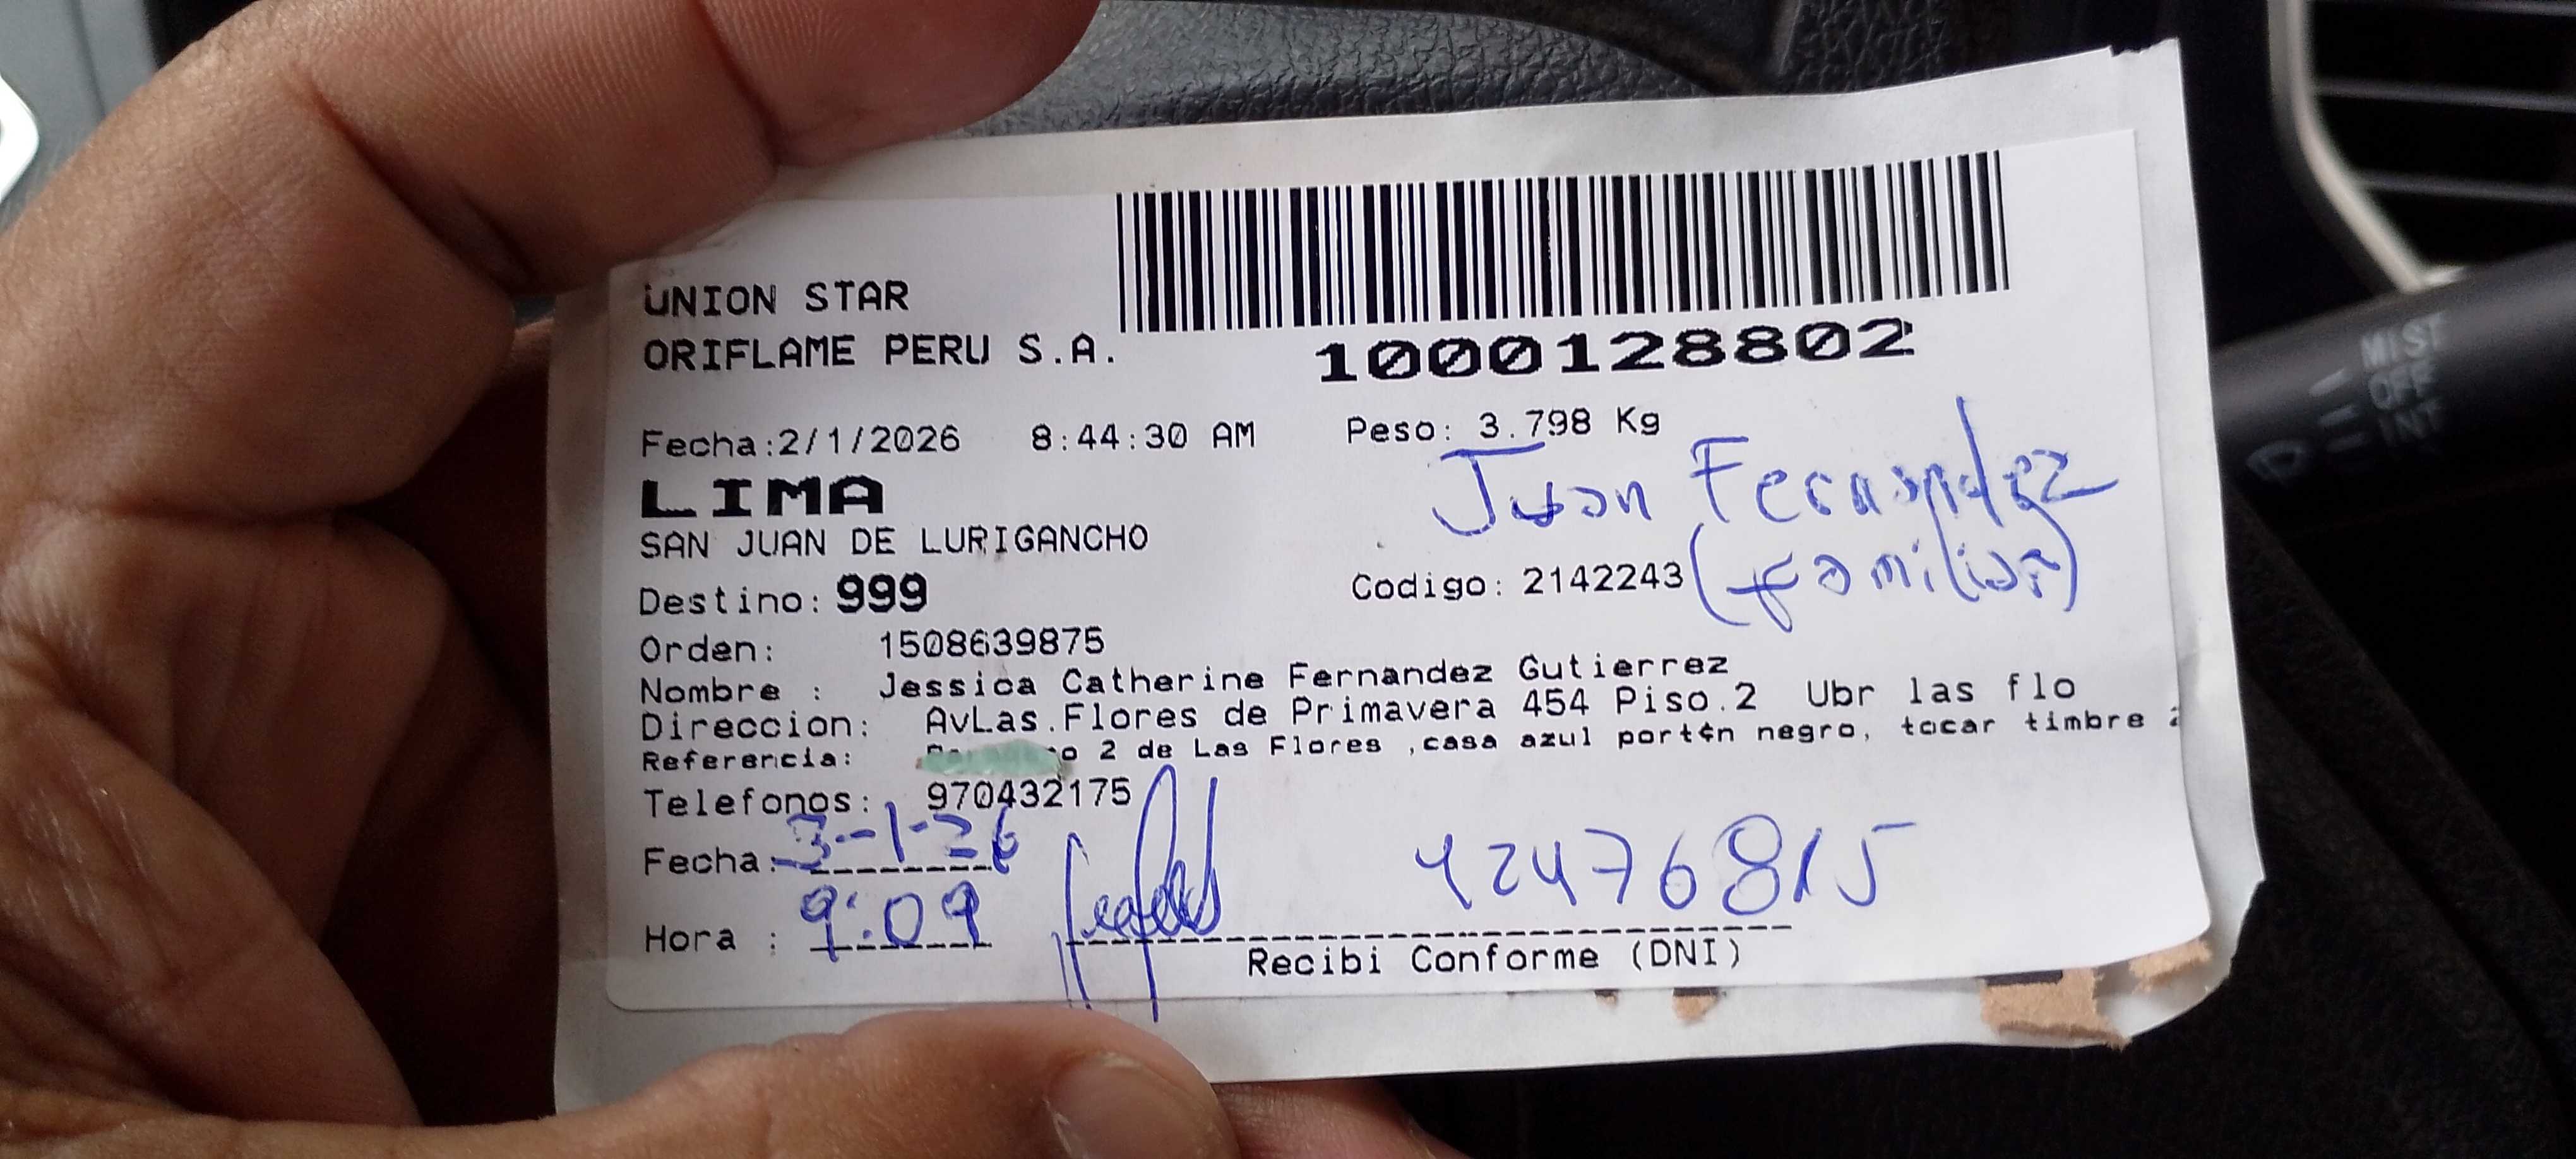 UNION STAR
ORIFLAME PERU S.A.
1000128802
Fecha:2/1/2026 8:44:30 AM Peso: 3.798 Kg
LIMA
Juan Fernandez
SAN JUAN DE LURIGANCHO
(familiar)
Destino: 999 Codigo: 2142243
Orden: 1508639875
Nombre : Jessica Catherine Fernandez Gutierrez
Direccion: AvLas.Flores de Primavera 454 Piso.2 Ubr las flo
Referencia: 2 de Las Flores ,casa azul port¢n negro, tocar timbre
Telefonos: 970432175
Fecha: 3-1-26
42476815
Hora : 9:09
Recibi Conforme (DNI)
MIST
OFF
INT